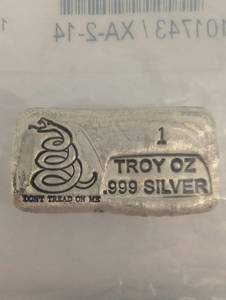 101743 / XA-2-14
1
TROY OZ
.999 SILVER
DONT TREAD ON ME